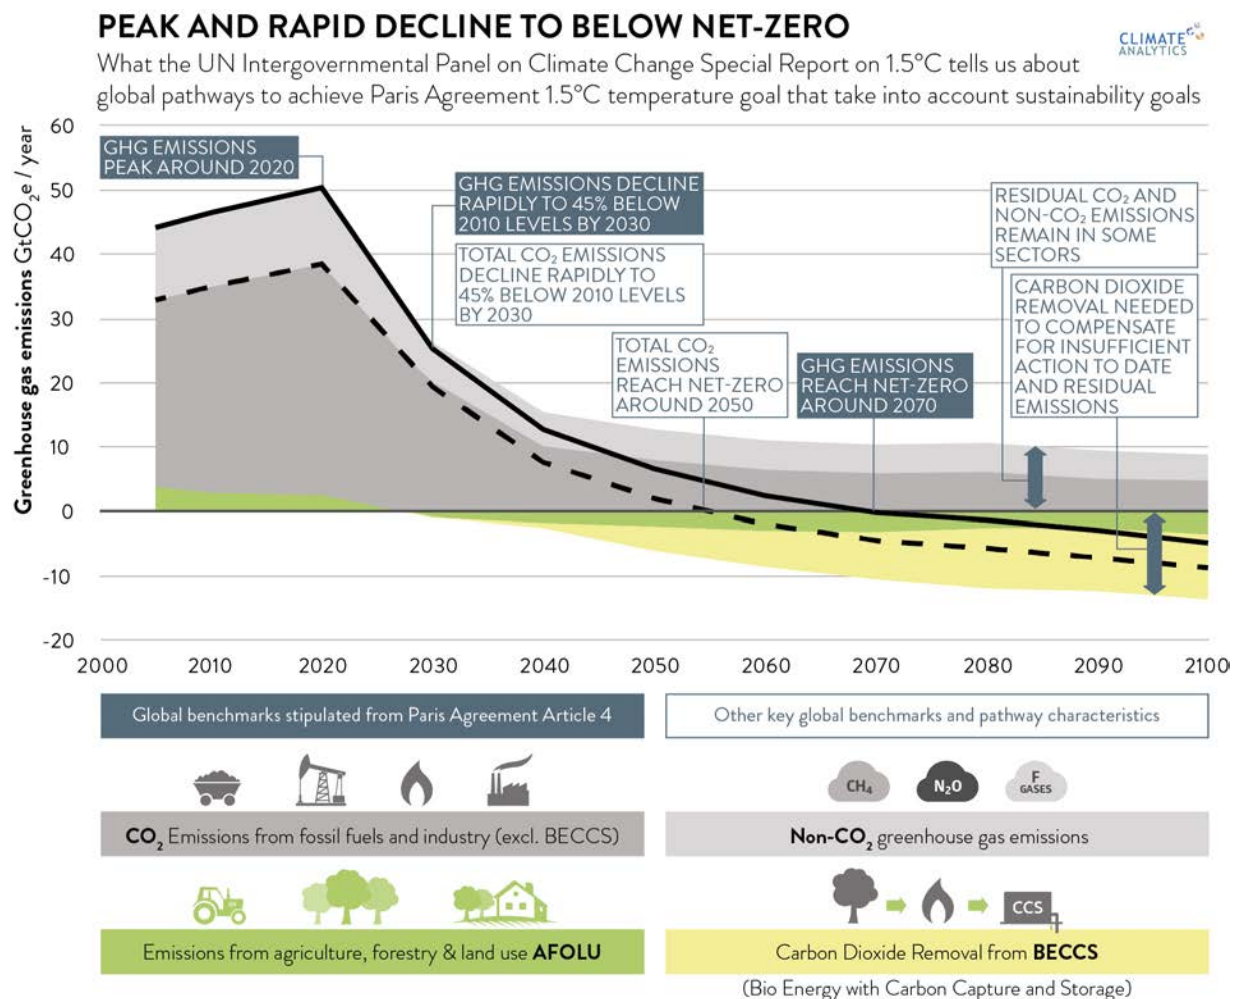 PEAK AND RAPID DECLINE TO BELOW NET-ZERO
CLIMATE
ANALYTICS
What the UN Intergovernmental Panel on Climate Change Special Report on 1.5°C tells us about
global pathways to achieve Paris Agreement 1.5°C temperature goal that take into account sustainability goals
Greenhouse gas emissions GtCO₂e / year
60
50
40
30
20
10
0
-10
-20
GHG EMISSIONS
PEAK AROUND 2020
GHG EMISSIONS DECLINE
RAPIDLY TO 45% BELOW
2010 LEVELS BY 2030
TOTAL CO₂ EMISSIONS
DECLINE RAPIDLY TO
45% BELOW 2010 LEVELS
BY 2030
TOTAL CO₂
EMISSIONS
REACH NET-ZERO
AROUND 2050
GHG EMISSIONS
REACH NET-ZERO
AROUND 2070
RESIDUAL CO₂ AND
NON-CO₂ EMISSIONS
REMAIN IN SOME
SECTORS
CARBON DIOXIDE
REMOVAL NEEDED
TO COMPENSATE
FOR INSUFFICIENT
ACTION TO DATE
AND RESIDUAL
EMISSIONS
2000 2010 2020 2030 2040 2050 2060 2070 2080 2090 2100
Global benchmarks stipulated from Paris Agreement Article 4
Other key global benchmarks and pathway characteristics
CH₄
N₂O
F
GASES
CO₂ Emissions from fossil fuels and industry (excl. BECCS)
Non-CO₂ greenhouse gas emissions
CCS
Emissions from agriculture, forestry & land use AFOLU
Carbon Dioxide Removal from BECCS
(Bio Energy with Carbon Capture and Storage)